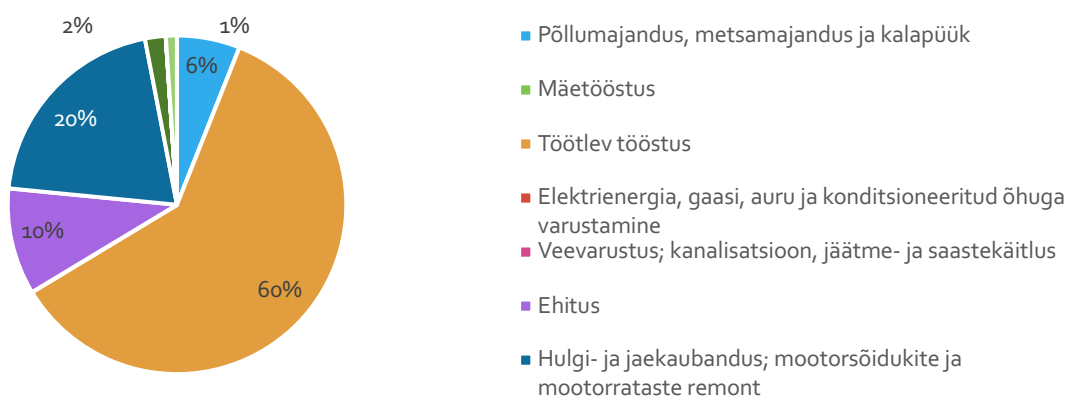 2%
1%
6%
20%
10%
60%
Põllumajandus, metsamajandus ja kalapüük
Mäetööstus
Töötlev tööstus
Elektrienergia, gaasi, auru ja konditsioneeritud õhuga
varustamine
Veevarustus; kanalisatsioon, jäätme- ja saastekäitlus
Ehitus
Hulgi- ja jaekaubandus; mootorsõidukite ja
mootorrataste remont